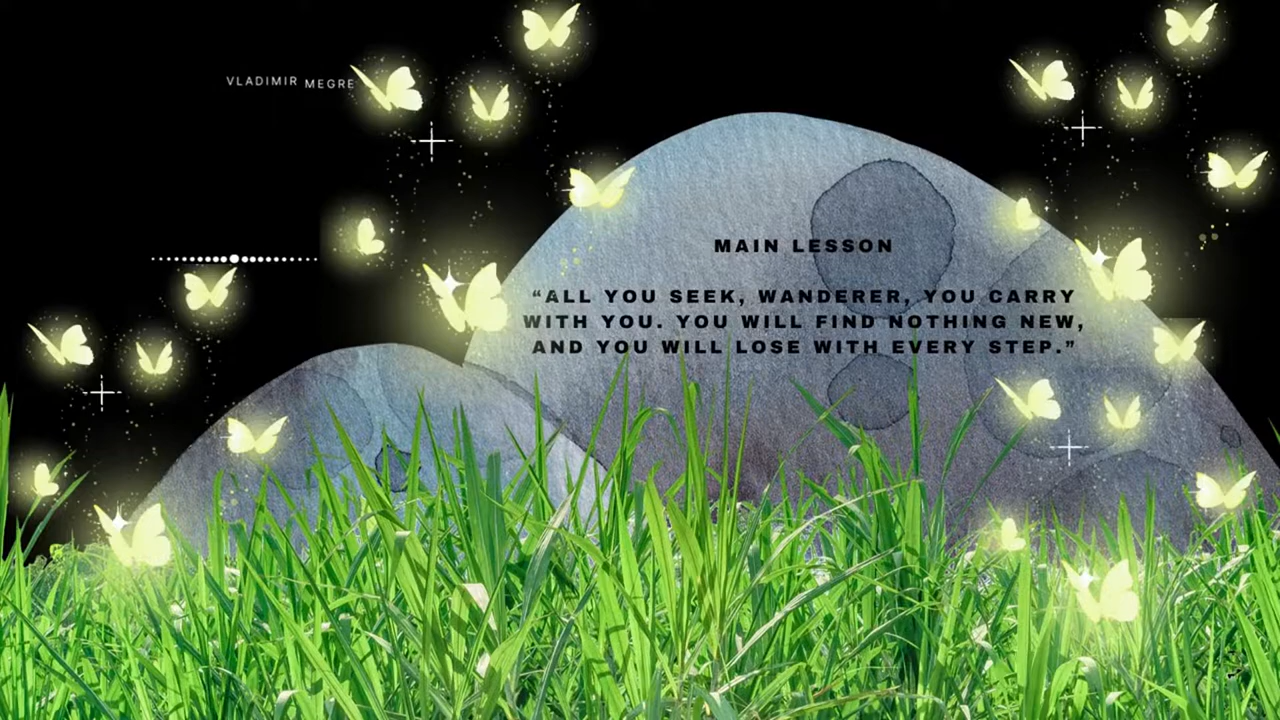 VLADIMIR MEGRE
MAIN LESSON
“ALL YOU SEEK, WANDERER, YOU CARRY
WITH YOU. YOU WILL FIND NOTHING NEW,
AND YOU WILL LOSE WITH EVERY STEP.”